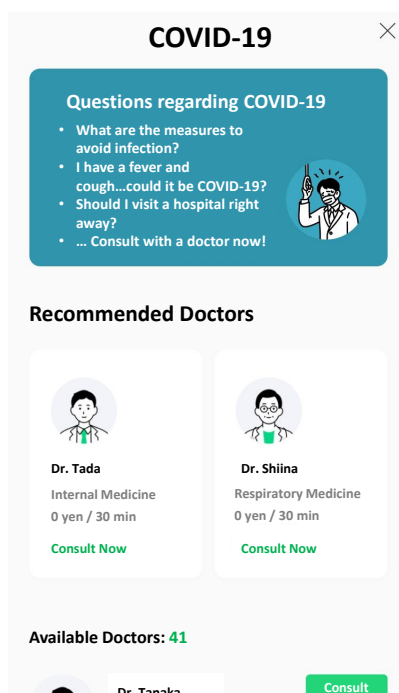 COVID-19
Questions regarding COVID-19
• What are the measures to
avoid infection?
• I have a fever and
cough...could it be COVID-19?
• Should I visit a hospital right
away?
• ... Consult with a doctor now!
Recommended Doctors
Dr. Tada
Internal Medicine
0 yen / 30 min
Consult Now
Dr. Shiina
Respiratory Medicine
0 yen / 30 min
Consult Now
Available Doctors: 41
Dr. Tanaka
Consult